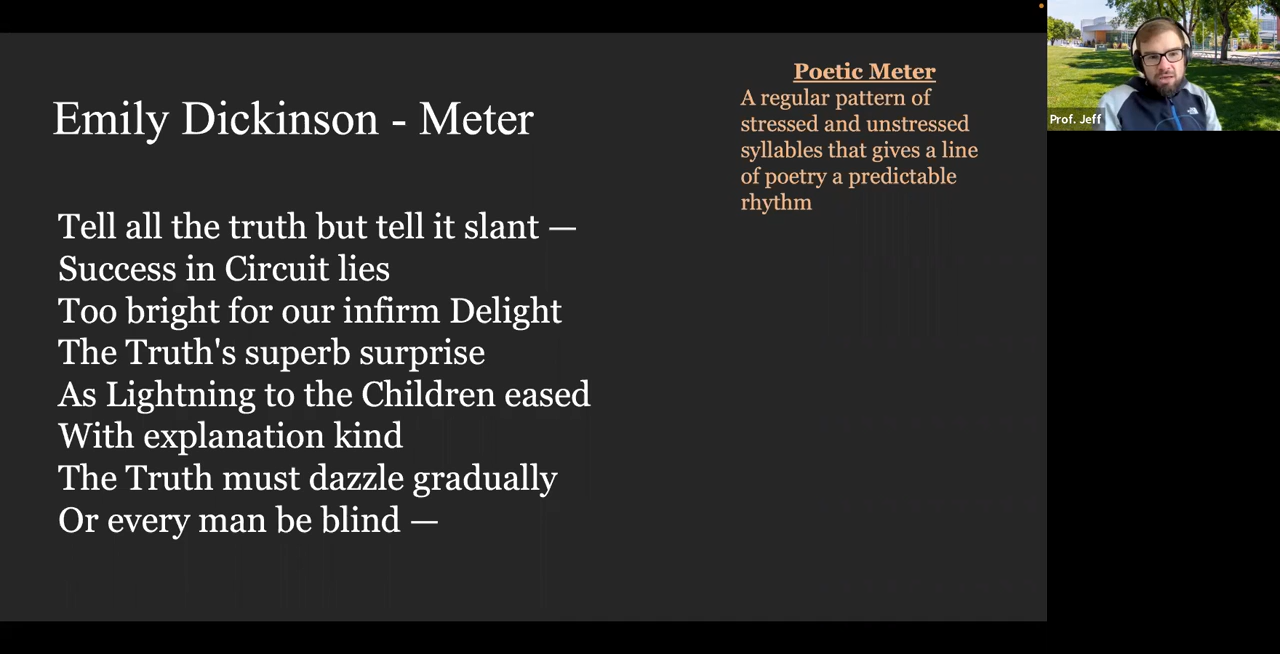 Emily Dickinson - Meter
Tell all the truth but tell it slant —
Success in Circuit lies
Too bright for our infirm Delight
The Truth's superb surprise
As Lightning to the Children eased
With explanation kind
The Truth must dazzle gradually
Or every man be blind —
Poetic Meter
A regular pattern of
stressed and unstressed
syllables that gives a line
of poetry a predictable
rhythm
Prof. Jeff